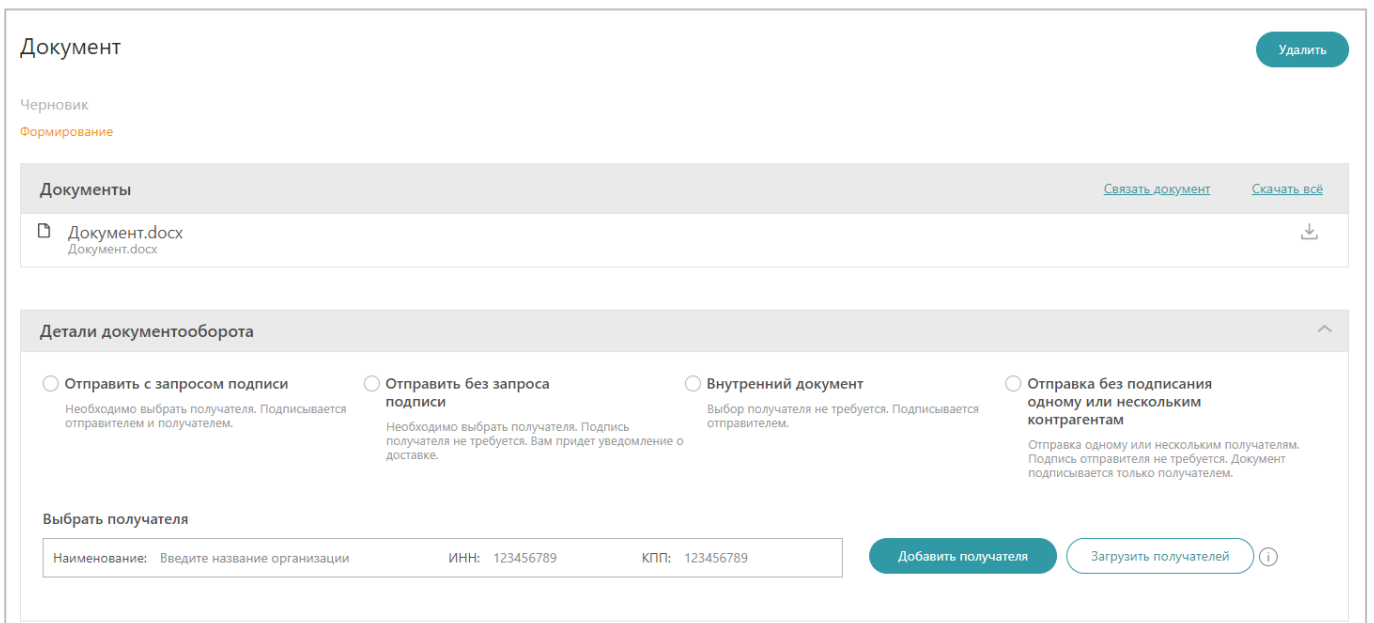 Документ
Удалить
Черновик
Формирование
Документы
Связать документ
Скачать всё
Документ.docx
Документ.docx
Детали документооборота
Отправить с запросом подписи
Необходимо выбрать получателя. Подписывается
отправителем и получателем.
Отправить без запроса
подписи
Необходимо выбрать получателя. Подпись
получателя не требуется. Вам придет уведомление о
доставке.
Внутренний документ
Выбор получателя не требуется. Подписывается
отправителем.
Отправка без подписания
одному или нескольким
контрагентам
Отправка одному или нескольким получателям.
Подпись отправителя не требуется. Документ
подписывается только получателем.
Выбрать получателя
Наименование: Введите название организации ИНН: 123456789 КПП: 123456789
Добавить получателя
Загрузить получателей